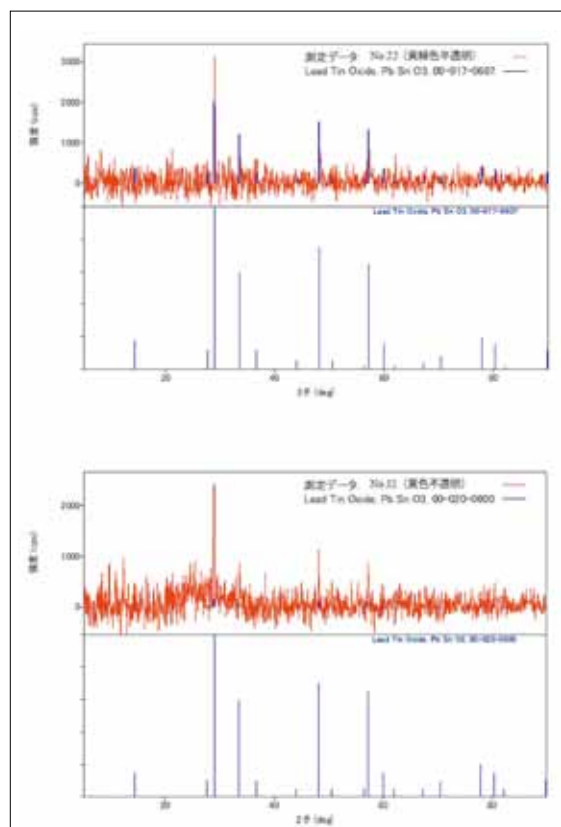 測定データ: No.22 (黄緑色半透明)
Lead Tin Oxide, Pb Sn O3, 00-017-0607
強度 (cps)
3000
2000
1000
0
Lead Tin Oxide, Pb Sn O3, 00-017-0607
20
40
60
80
2θ (deg)
測定データ: No.32 (黄色不透明)
Lead Tin Oxide, Pb Sn O3, 00-020-0600
強度 (cps)
2000
1000
0
Lead Tin Oxide, Pb Sn O3, 00-020-0600
20
40
60
80
2θ (deg)